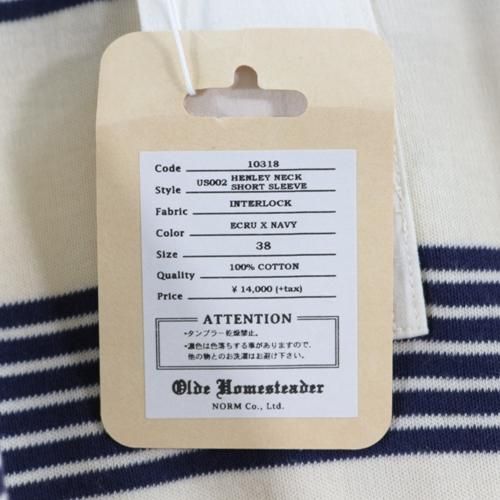 Code 10318
Style US002 HENLEY NECK
SHORT SLEEVE
Fabric INTERLOCK
Color ECRU X NAVY
Size 38
Quality 100% COTTON
Price ¥ 14,000 (+tax)
ATTENTION
・タンブラー乾燥禁止。
・濃色は色落ちする事がありますので、
他の物とのお洗濯はお避け下さい。
Olde Homesteader
NORM Co., Ltd.